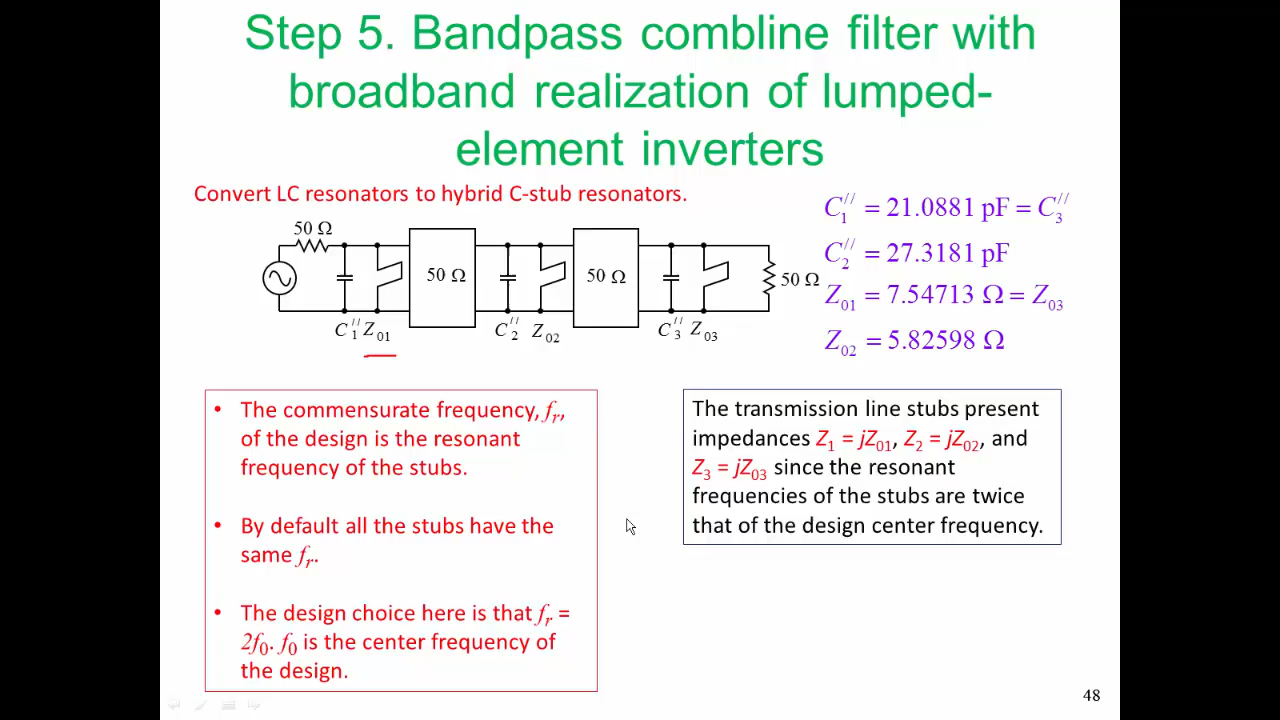 Step 5. Bandpass combline filter with
broadband realization of lumped-
element inverters
Convert LC resonators to hybrid C-stub resonators.
50 Ω
50 Ω
50 Ω
50 Ω
C₁// Z₀₁
C₂// Z₀₂
C₃// Z₀₃
C₁// = 21.0881 pF = C₃//
C₂// = 27.3181 pF
Z₀₁ = 7.54713 Ω = Z₀₃
Z₀₂ = 5.82598 Ω
• The commensurate frequency, fᵣ,
of the design is the resonant
frequency of the stubs.
• By default all the stubs have the
same fᵣ.
• The design choice here is that fᵣ =
2f₀. f₀ is the center frequency of
the design.
The transmission line stubs present
impedances Z₁ = jZ₀₁, Z₂ = jZ₀₂, and
Z₃ = jZ₀₃ since the resonant
frequencies of the stubs are twice
that of the design center frequency.
48